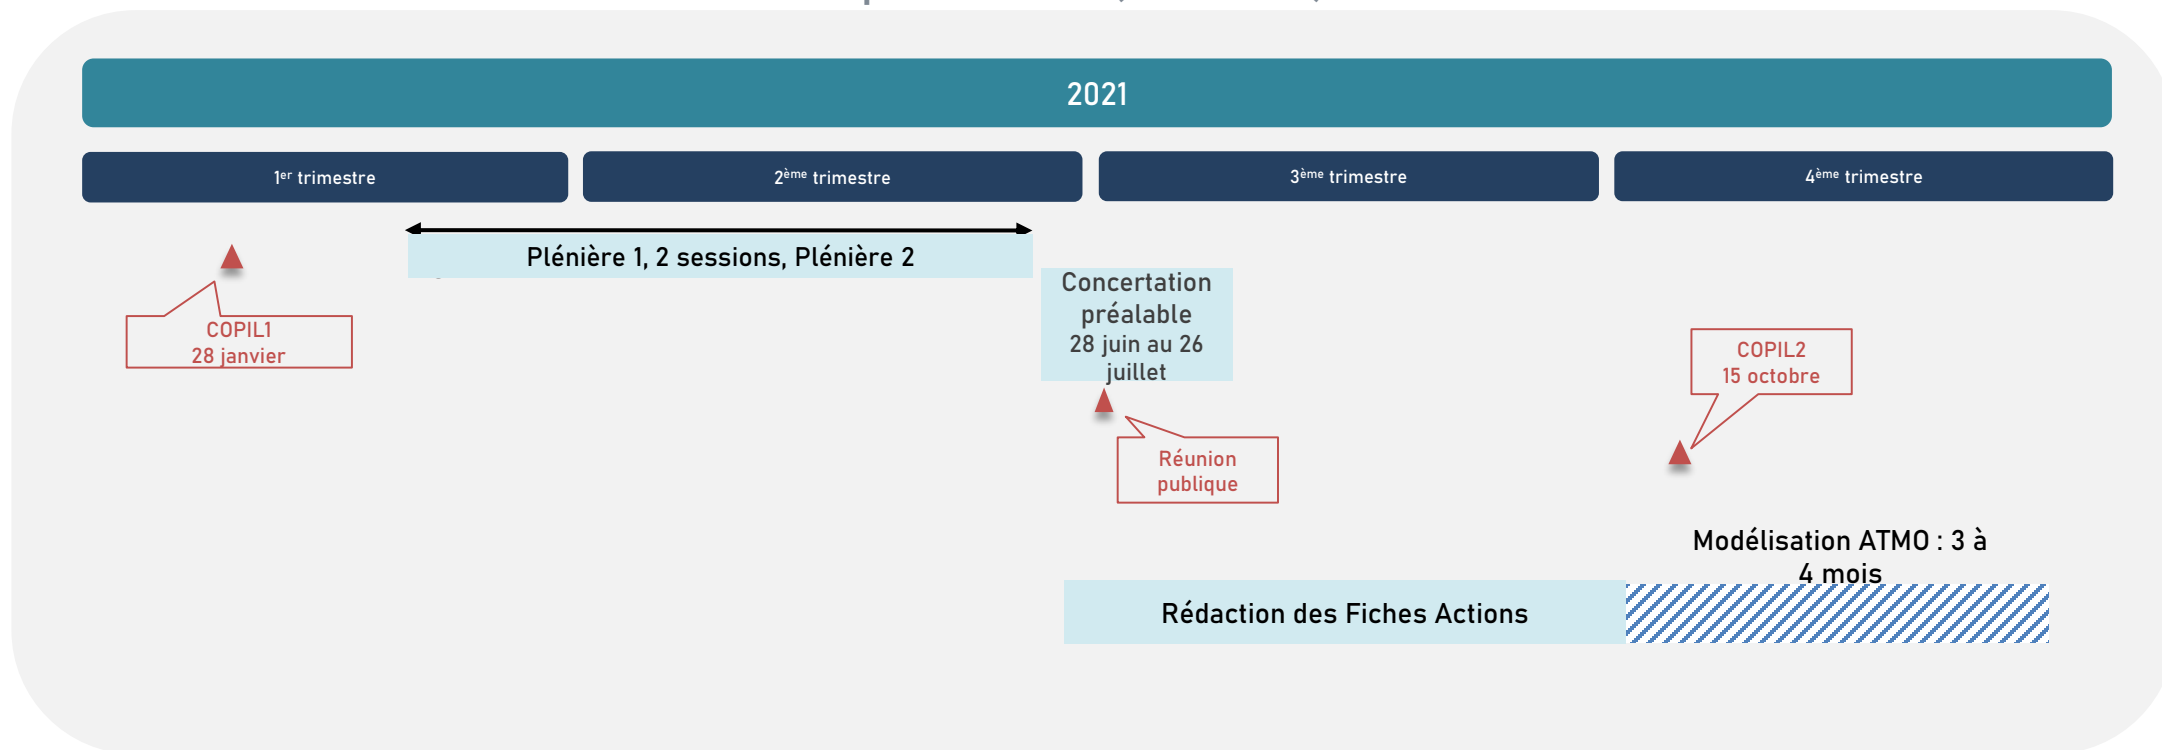 2021
1er trimestre
2ème trimestre
3ème trimestre
4ème trimestre
Plénière 1, 2 sessions, Plénière 2
COPIL1
28 janvier
Concertation
préalable
28 juin au 26
juillet
Réunion
publique
COPIL2
15 octobre
Modélisation ATMO : 3 à
4 mois
Rédaction des Fiches Actions